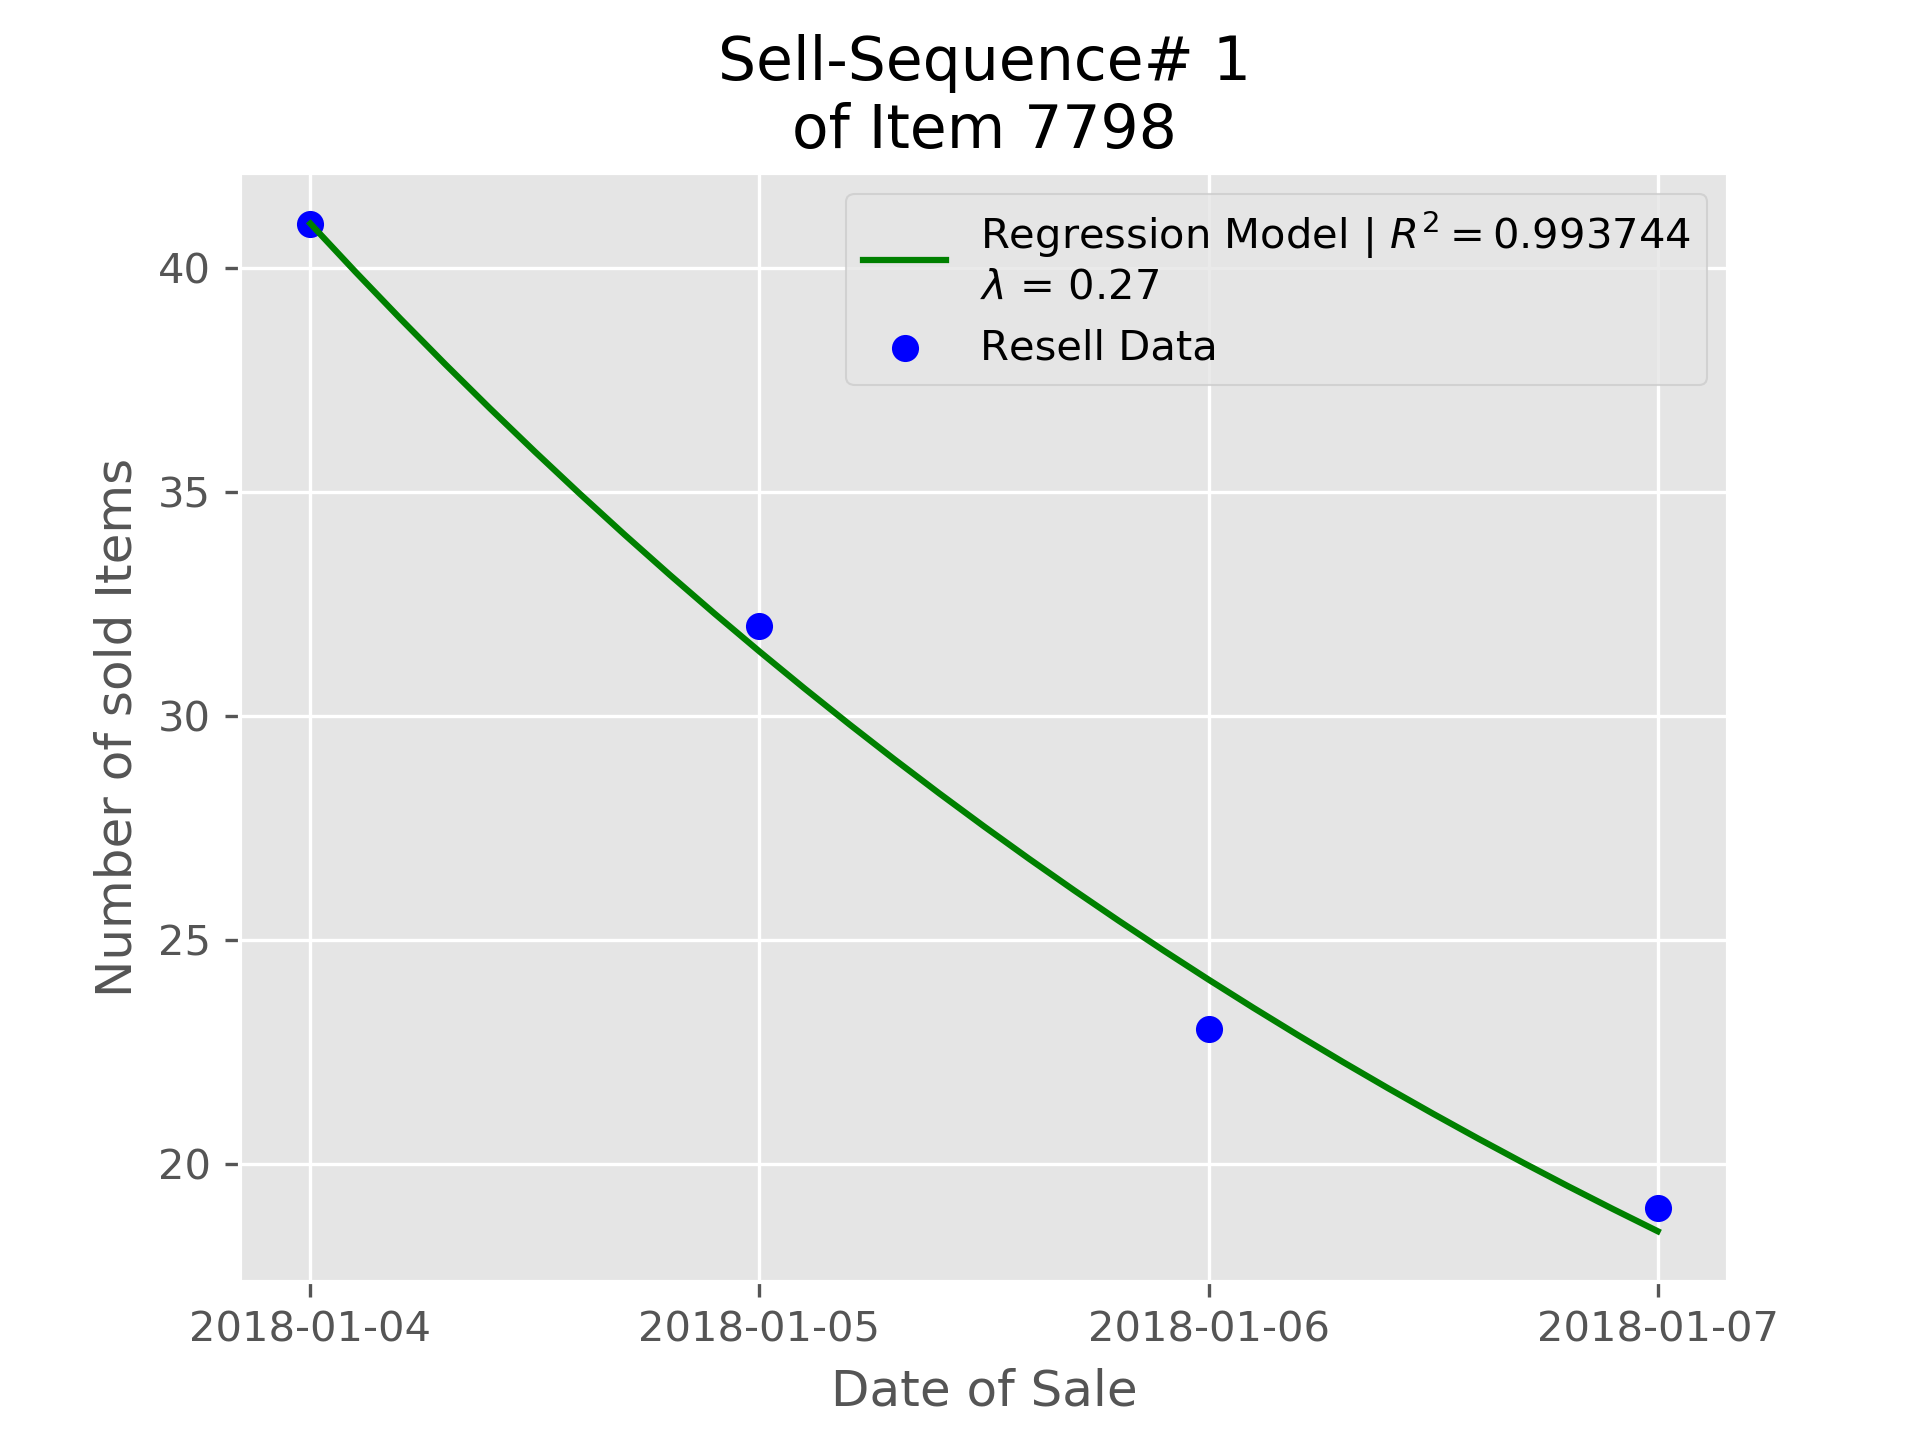 Sell-Sequence# 1
of Item 7798
Regression Model | R² = 0.993744
λ = 0.27
Resell Data
Number of sold Items
40
35
30
25
20
2018-01-04
2018-01-05
2018-01-06
2018-01-07
Date of Sale